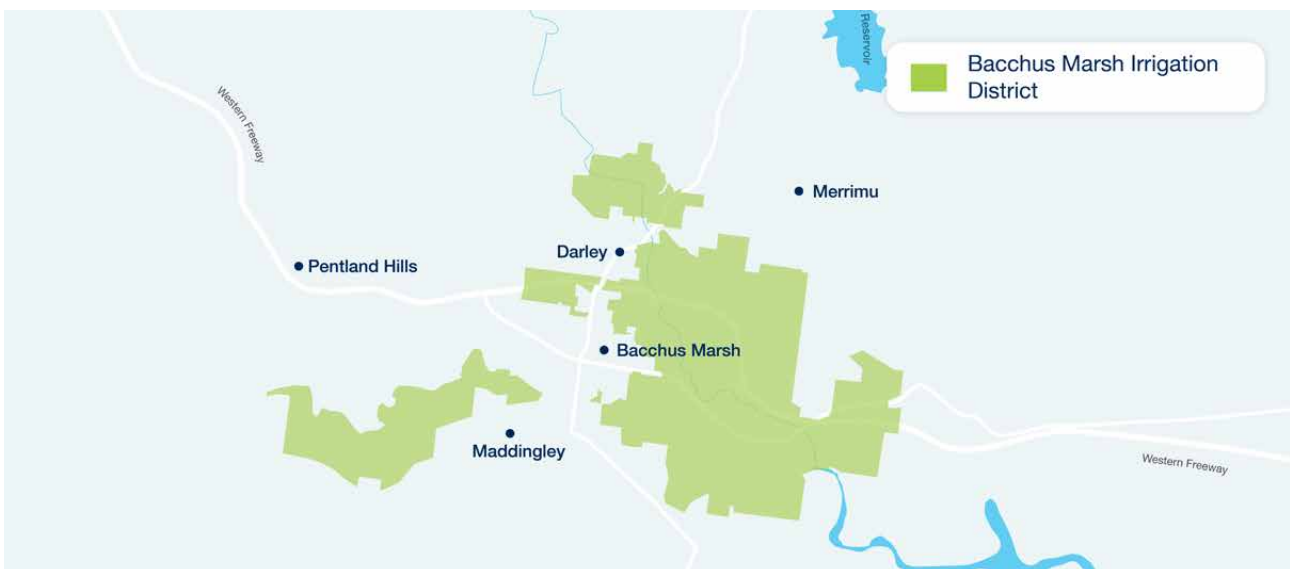 Reservoir
Bacchus Marsh Irrigation
District
Western Freeway
Merrimu
Darley
Pentland Hills
Bacchus Marsh
Maddingley
Western Freeway